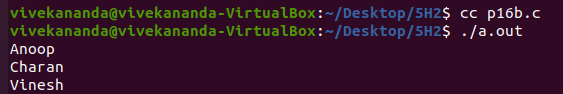 vivekananda@vivekananda-VirtualBox:~/Desktop/5H2$ cc p16b.c
vivekananda@vivekananda-VirtualBox:~/Desktop/5H2$ ./a.out
Anoop
Charan
Vinesh